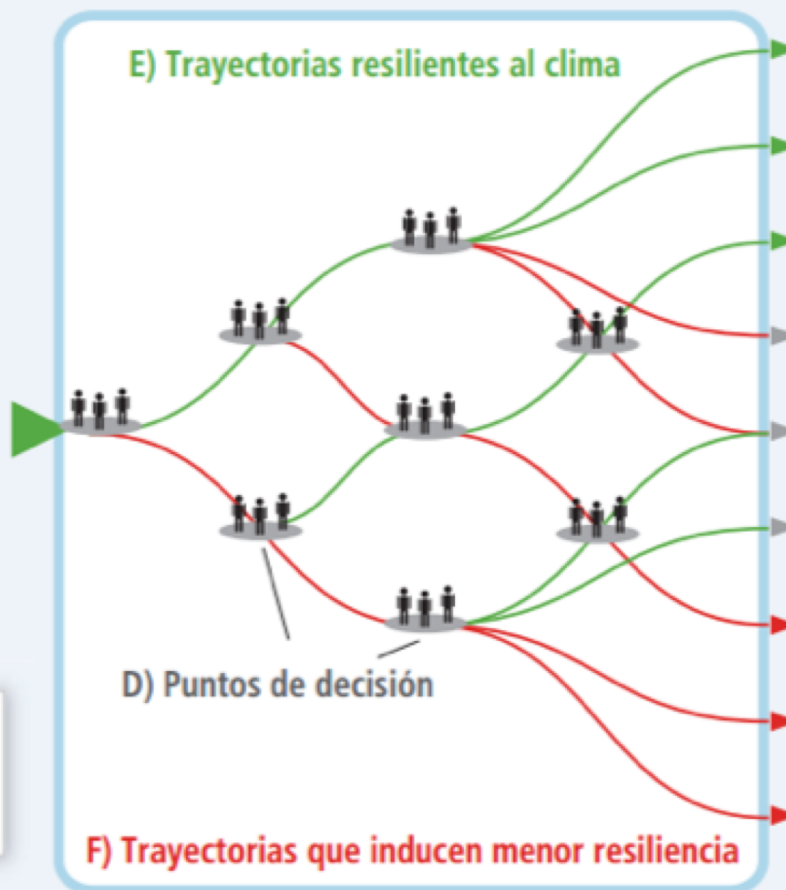 E) Trayectorias resilientes al clima
D) Puntos de decisión
F) Trayectorias que inducen menor resiliencia